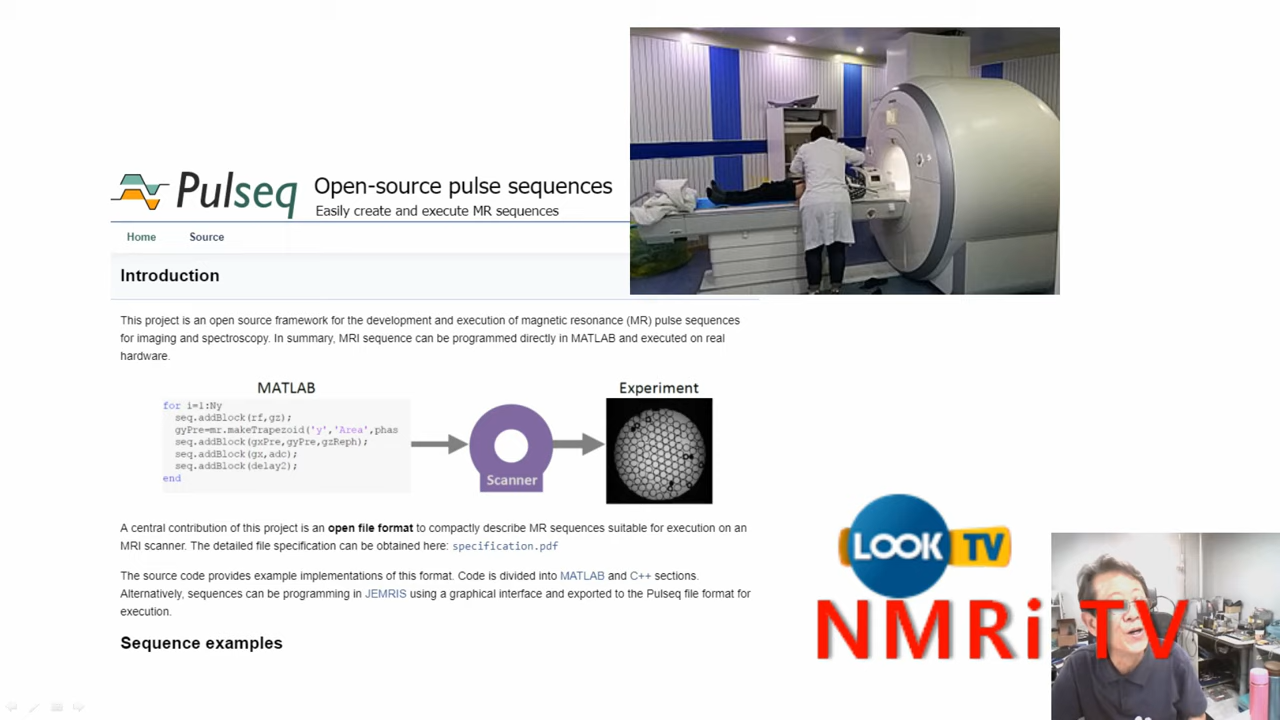 Pulseq
Open-source pulse sequences
Easily create and execute MR sequences
Home
Source
Introduction
This project is an open source framework for the development and execution of magnetic resonance (MR) pulse sequences
for imaging and spectroscopy. In summary, MRI sequence can be programmed directly in MATLAB and executed on real
hardware.
MATLAB
for i=1:Ny
seq.addBlock(rf,gz);
gyPre=mr.makeTrapezoid('y','Area',phas
seq.addBlock(gxPre,gyPre,gzReph);
seq.addBlock(gx,adc);
seq.addBlock(delay2);
end
Scanner
Experiment
A central contribution of this project is an open file format to compactly describe MR sequences suitable for execution on an
MRI scanner. The detailed file specification can be obtained here: specification.pdf
The source code provides example implementations of this format. Code is divided into MATLAB and C++ sections.
Alternatively, sequences can be programming in JEMRIS using a graphical interface and exported to the Pulseq file format for
execution.
Sequence examples
LOOK TV
NMRi TV